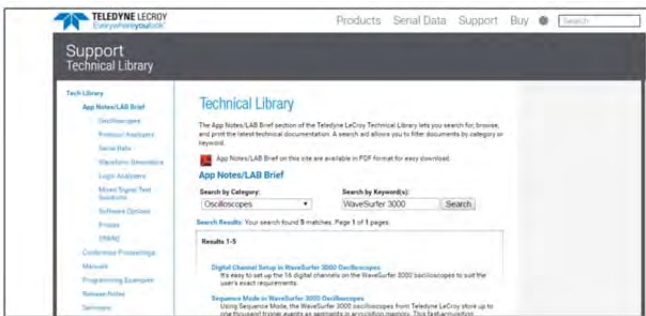 TELEDYNE LECROY
Everywhereyoulook
Products Serial Data Support Buy Search
Support
Technical Library
Tech Library
App Notes/LAB Brief
Oscilloscopes
Protocol Analyzers
Serial Data
Waveform Generators
Logic Analyzers
Mixed Signal Test
Solutions
Software Options
Probes
Conference Proceedings
Manuals
Programming Examples
Release Notes
Seminars
Technical Library
The App Notes/LAB Brief section of the Teledyne LeCroy Technical Library lets you search for, browse,
and print the latest technical documentation. A search aid allows you to filter documents by category or
keyword.
App Notes/LAB Brief on this site are available in PDF format for easy download.
App Notes/LAB Brief
Search by Category: Search by Keyword(s):
Oscilloscopes WaveSurfer 3000 Search
Search Results: Your search found 5 matches. Page 1 of 1 pages.
Results 1-5
Digital Channel Setup in WaveSurfer 3000 Oscilloscopes
It's easy to set up the 16 digital channels on the WaveSurfer 3000 oscilloscopes to suit the
user's exact requirements.
Sequence Mode in WaveSurfer 3000 Oscilloscopes
Using Sequence Mode, the WaveSurfer 3000 oscilloscopes from Teledyne LeCroy store up to
one thousand trigger events as segments in acquisition memory. This fast-acquisition